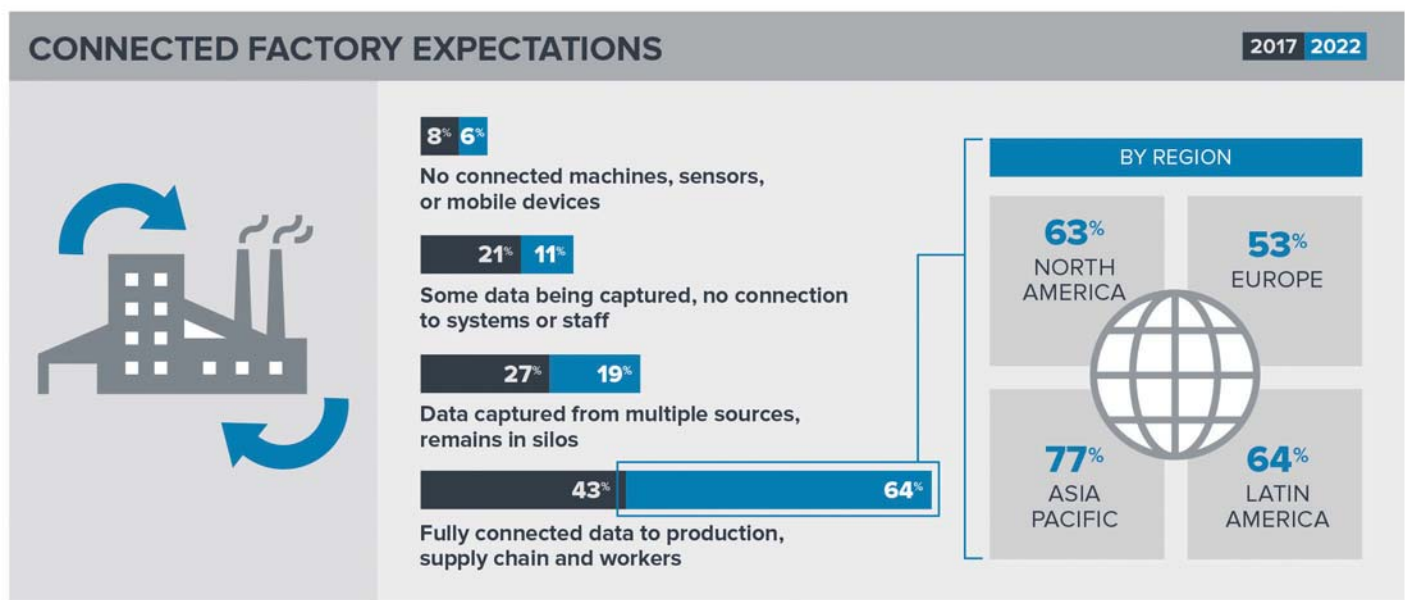 CONNECTED FACTORY EXPECTATIONS
2017 2022
8% 6%
No connected machines, sensors,
or mobile devices
21% 11%
Some data being captured, no connection
to systems or staff
27% 19%
Data captured from multiple sources,
remains in silos
43% 64%
Fully connected data to production,
supply chain and workers
BY REGION
63%
NORTH
AMERICA
53%
EUROPE
77%
ASIA
PACIFIC
64%
LATIN
AMERICA